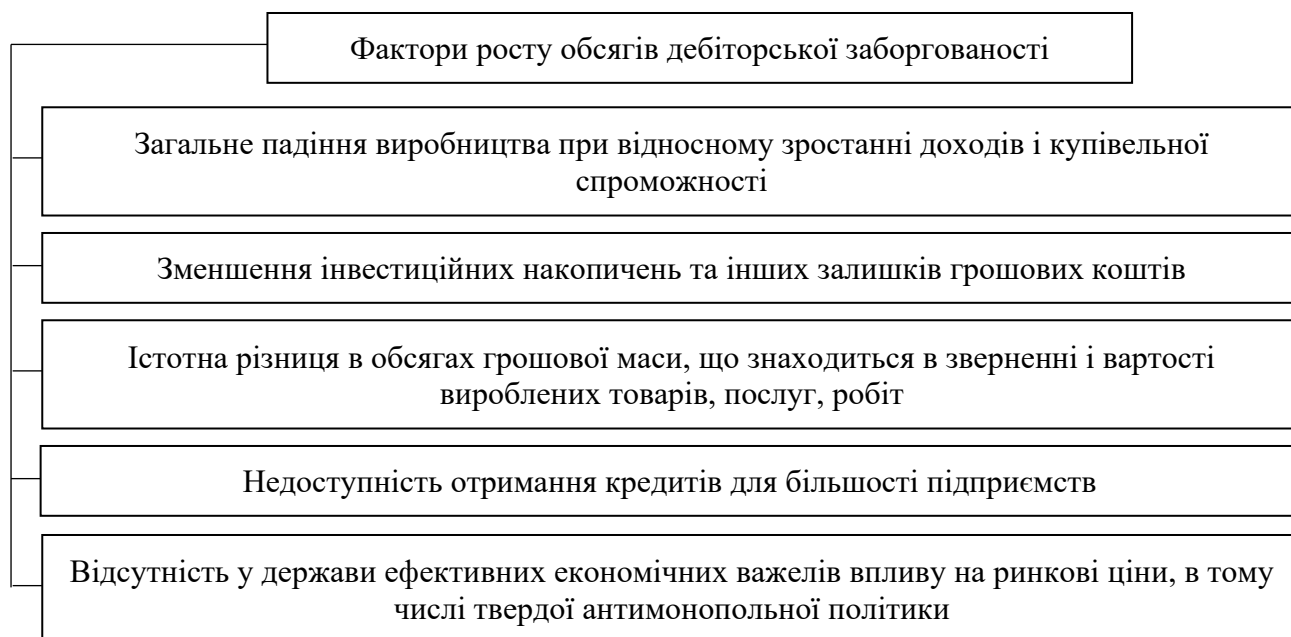 Фактори росту обсягів дебіторської заборгованості
Загальне падіння виробництва при відносному зростанні доходів і купівельної
спроможності
Зменшення інвестиційних накопичень та інших залишків грошових коштів
Істотна різниця в обсягах грошової маси, що знаходиться в зверненні і вартості
вироблених товарів, послуг, робіт
Недоступність отримання кредитів для більшості підприємств
Відсутність у держави ефективних економічних важелів впливу на ринкові ціни, в тому
числі твердої антимонопольної політики